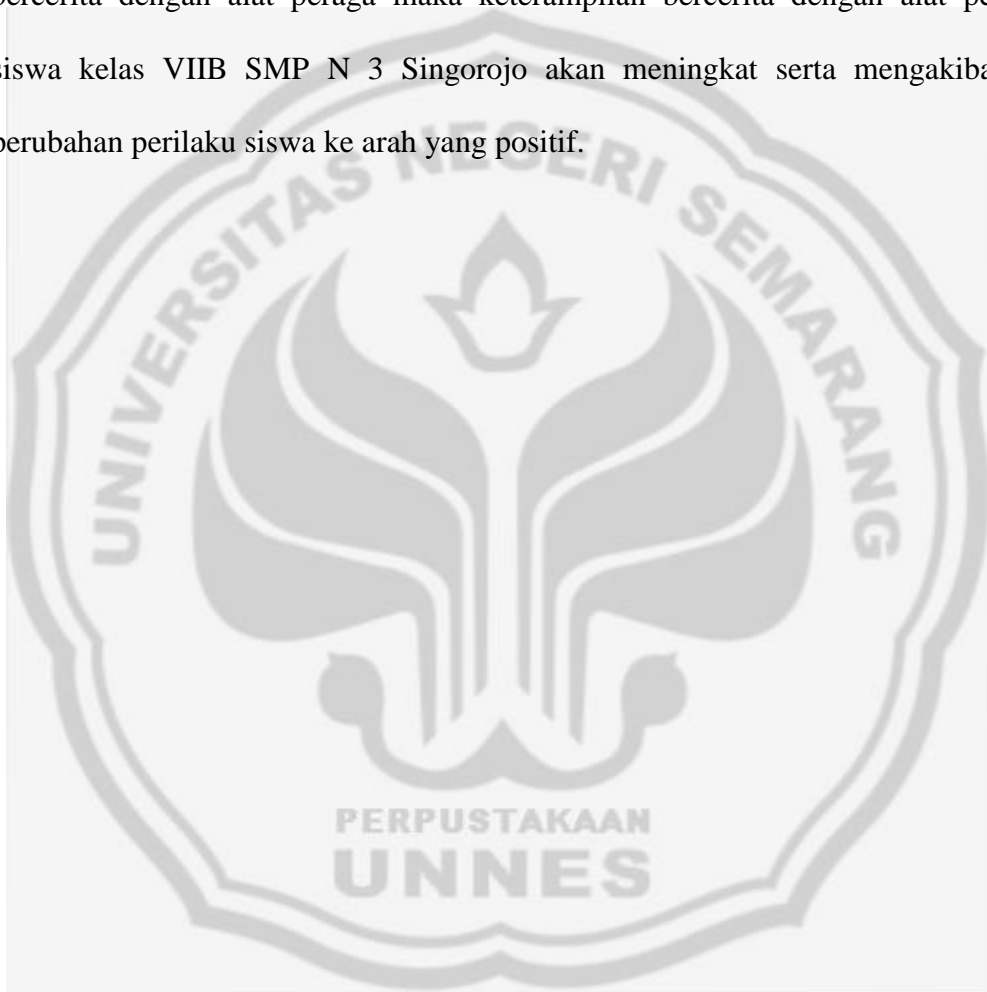 bercerita dengan alat peraga maka keterampilan bercerita dengan alat pe
siswa kelas VIIB SMP N 3 Singorojo akan meningkat serta mengakiba
perubahan perilaku siswa ke arah yang positif.
UNIVERSITAS NEGERI SEMARANG
PERPUSTAKAAN
UNNES